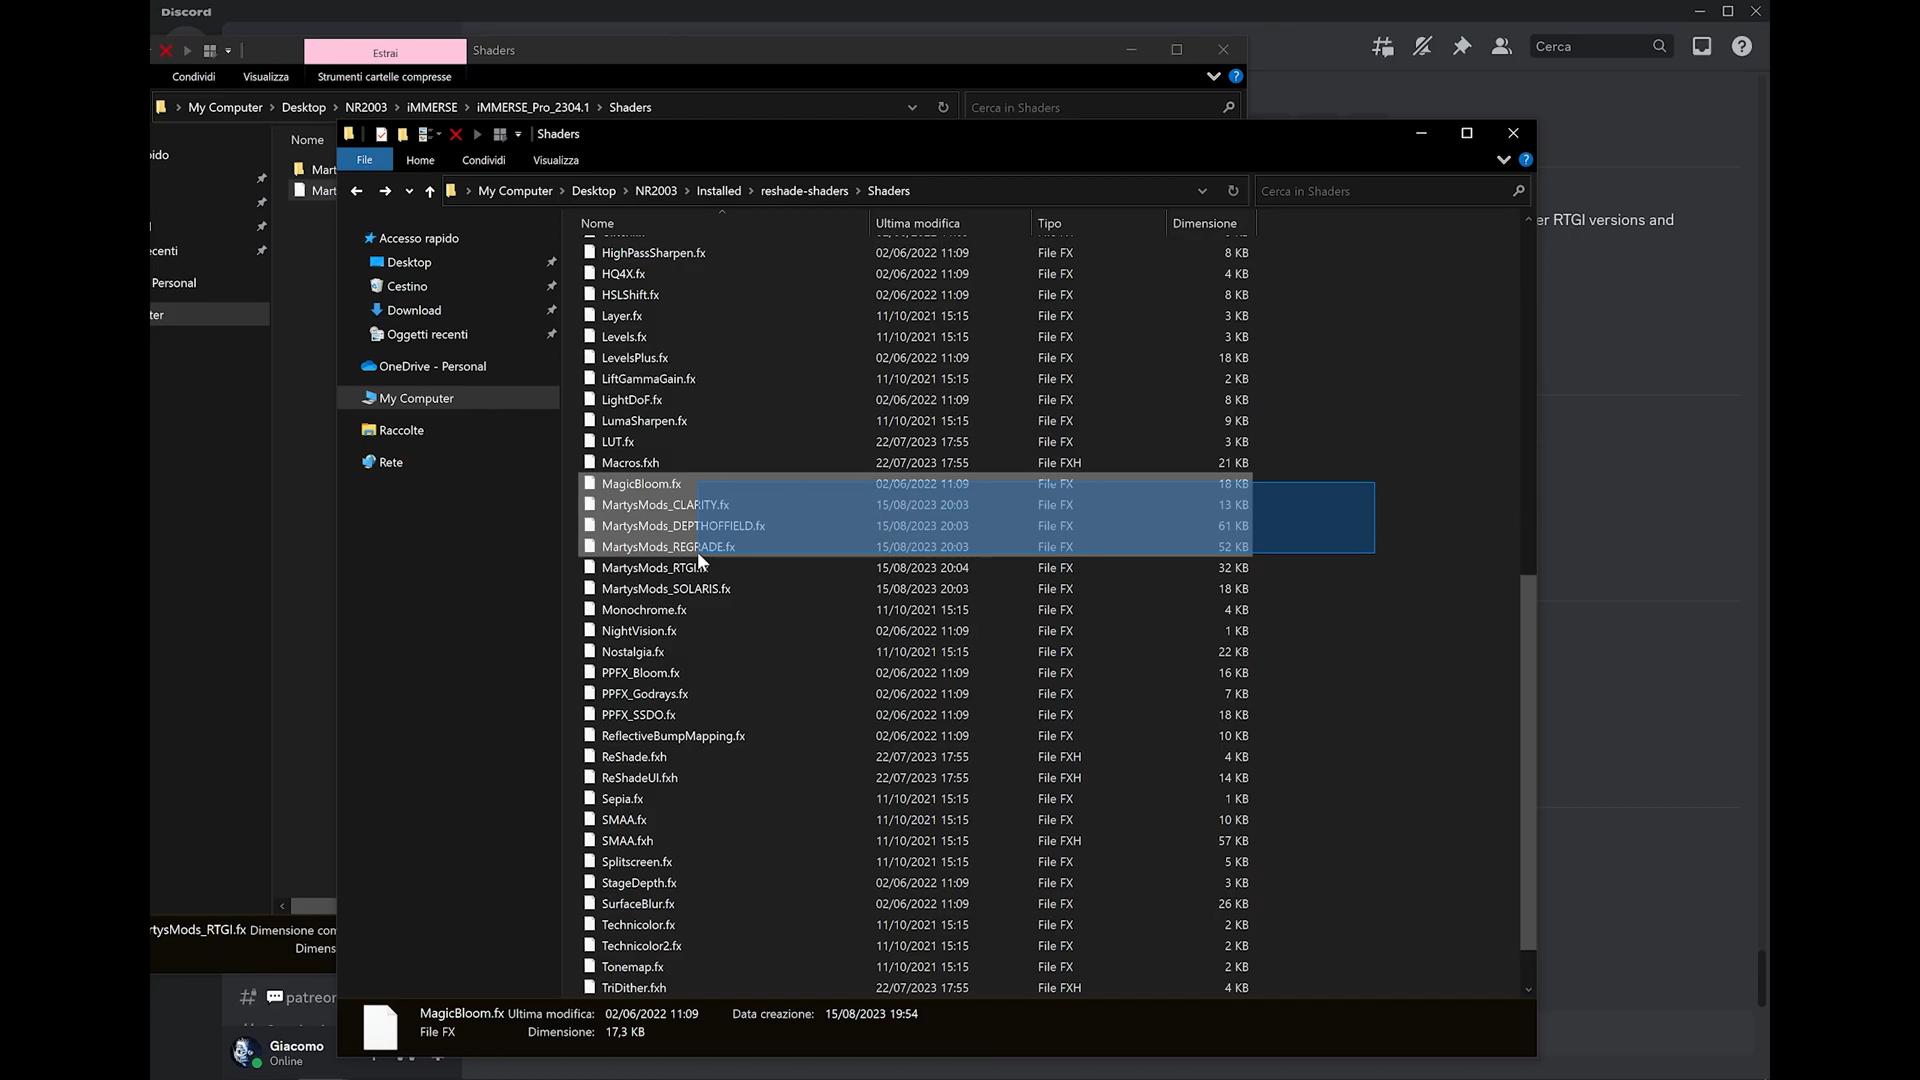 Discord
Estrai
Shaders
Cerca
Condividi
Visualizza
Strumenti cartelle compresse
My Computer
Desktop
NR2003
iMMERSE
iMMERSE_Pro_2304.1
Shaders
Cerca in Shaders
Nome
ido
Mart
Mart
ecenti
Personal
ter
Shaders
File
Home
Condividi
Visualizza
My Computer
Desktop
NR2003
Installed
reshade-shaders
Shaders
Cerca in Shaders
er RTGI versions and
Accesso rapido
Desktop
Cestino
Download
Oggetti recenti
OneDrive - Personal
My Computer
Raccolte
Rete
Nome Ultima modifica Tipo Dimensione
HighPassSharpen.fx 02/06/2022 11:09 File FX 8 KB
HQ4X.fx 02/06/2022 11:09 File FX 4 KB
HSLShift.fx 02/06/2022 11:09 File FX 8 KB
Layer.fx 11/10/2021 15:15 File FX 3 KB
Levels.fx 11/10/2021 15:15 File FX 3 KB
LevelsPlus.fx 02/06/2022 11:09 File FX 18 KB
LiftGammaGain.fx 11/10/2021 15:15 File FX 2 KB
LightDoF.fx 02/06/2022 11:09 File FX 8 KB
LumaSharpen.fx 11/10/2021 15:15 File FX 9 KB
LUT.fx 22/07/2023 17:55 File FX 3 KB
Macros.fxh 22/07/2023 17:55 File FXH 21 KB
MagicBloom.fx 02/06/2022 11:09 File FX 18 KB
MartysMods_CLARITY.fx 15/08/2023 20:03 File FX 13 KB
MartysMods_DEPTHOFFIELD.fx 15/08/2023 20:03 File FX 61 KB
MartysMods_REGRADE.fx 15/08/2023 20:03 File FX 52 KB
MartysMods_RTGI.fx 15/08/2023 20:04 File FX 32 KB
MartysMods_SOLARIS.fx 15/08/2023 20:03 File FX 18 KB
Monochrome.fx 11/10/2021 15:15 File FX 4 KB
NightVision.fx 02/06/2022 11:09 File FX 1 KB
Nostalgia.fx 11/10/2021 15:15 File FX 22 KB
PPFX_Bloom.fx 02/06/2022 11:09 File FX 16 KB
PPFX_Godrays.fx 02/06/2022 11:09 File FX 7 KB
PPFX_SSDO.fx 02/06/2022 11:09 File FX 18 KB
ReflectiveBumpMapping.fx 02/06/2022 11:09 File FX 10 KB
ReShade.fxh 22/07/2023 17:55 File FXH 4 KB
ReShadeUI.fxh 22/07/2023 17:55 File FXH 14 KB
Sepia.fx 11/10/2021 15:15 File FX 1 KB
SMAA.fx 11/10/2021 15:15 File FX 10 KB
SMAA.fxh 11/10/2021 15:15 File FXH 57 KB
Splitscreen.fx 11/10/2021 15:15 File FX 5 KB
StageDepth.fx 02/06/2022 11:09 File FX 3 KB
SurfaceBlur.fx 02/06/2022 11:09 File FX 26 KB
Technicolor.fx 11/10/2021 15:15 File FX 2 KB
Technicolor2.fx 11/10/2021 15:15 File FX 2 KB
Tonemap.fx 11/10/2021 15:15 File FX 2 KB
TriDither.fxh 22/07/2023 17:55 File FXH 4 KB
rtysMods_RTGI.fx Dimensione con
Dimens
patreon
MagicBloom.fx Ultima modifica: 02/06/2022 11:09 Data creazione: 15/08/2023 19:54
File FX Dimensione: 17,3 KB
Giacomo
Online